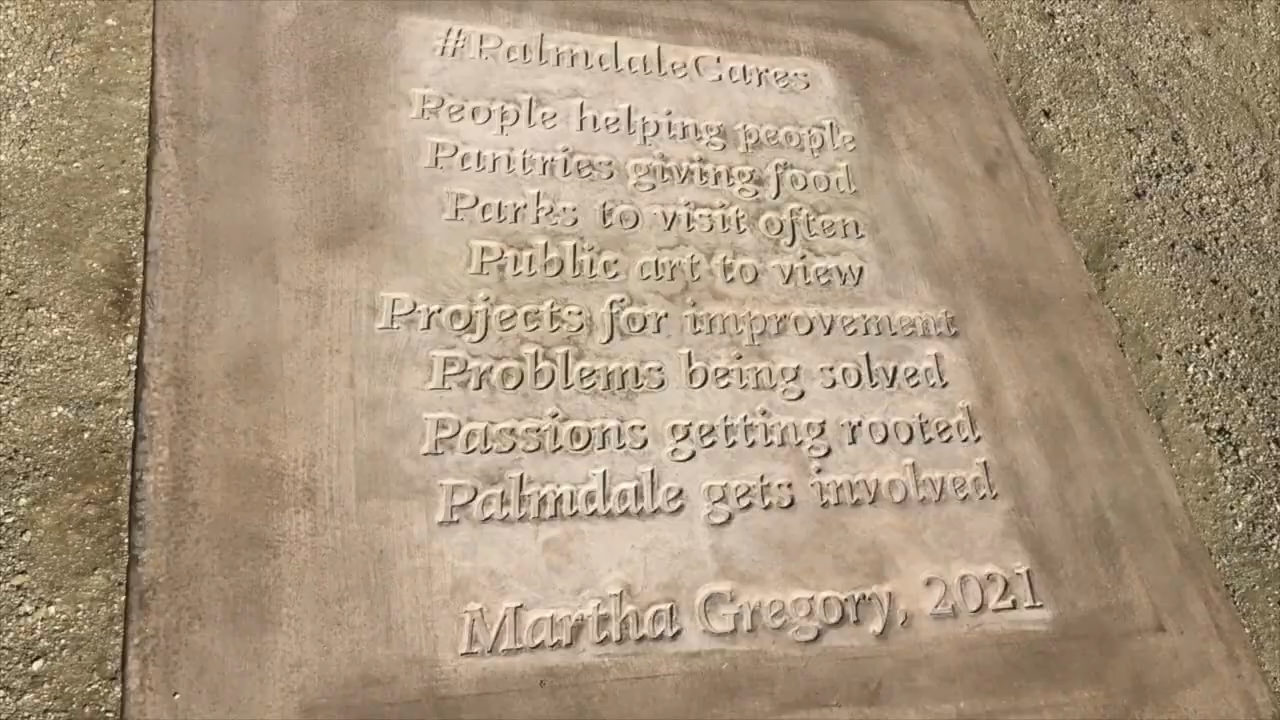 #PalmdaleCares
People helping people
Pantries giving food
Parks to visit often
Public art to view
Projects for improvement
Problems being solved
Passions getting rooted
Palmdale gets involved
Martha Gregory, 2021